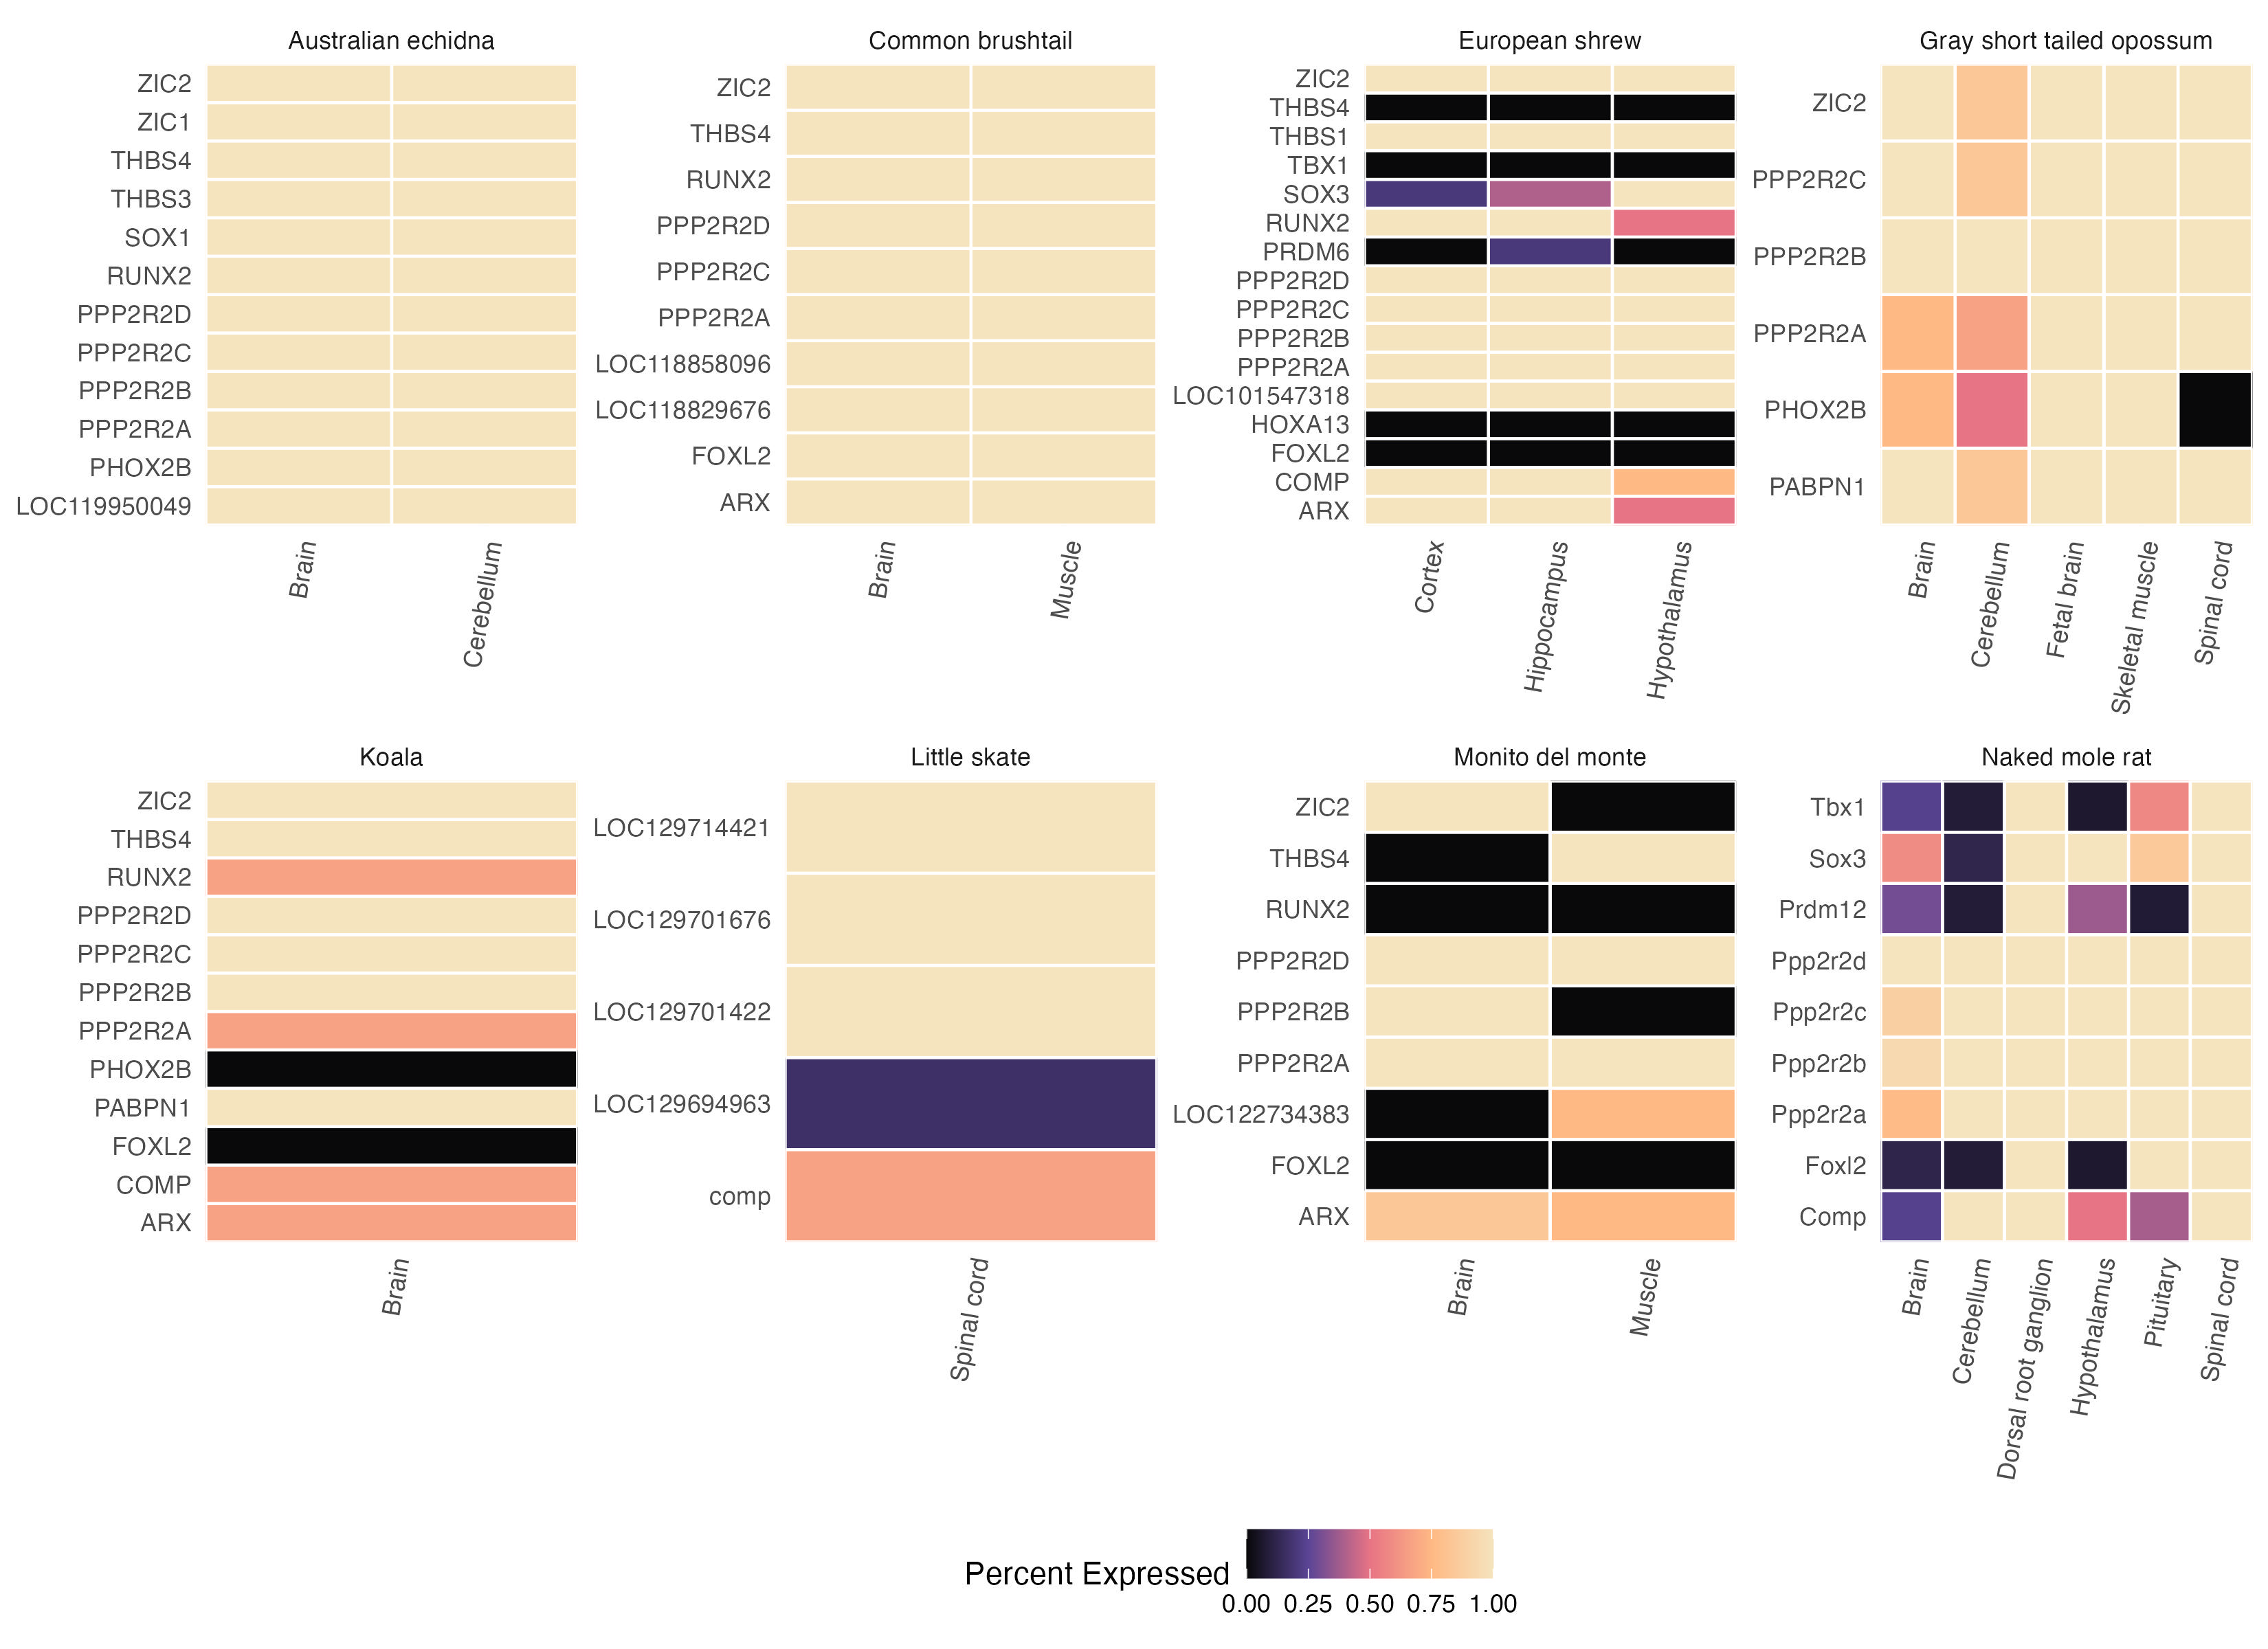 Australian echidna
ZIC2
ZIC1
THBS4
THBS3
SOX1
RUNX2
PPP2R2D
PPP2R2C
PPP2R2B
PPP2R2A
PHOX2B
LOC119950049
Brain
Cerebellum
Common brushtail
ZIC2
THBS4
RUNX2
PPP2R2D
PPP2R2C
PPP2R2A
LOC118858096
LOC118829676
FOXL2
ARX
Brain
Muscle
European shrew
ZIC2
THBS4
THBS1
TBX1
SOX3
RUNX2
PRDM6
PPP2R2D
PPP2R2C
PPP2R2B
PPP2R2A
LOC101547318
HOXA13
FOXL2
COMP
ARX
Cortex
Hippocampus
Hypothalamus
Gray short tailed opossum
ZIC2
PPP2R2C
PPP2R2B
PPP2R2A
PHOX2B
PABPN1
Brain
Cerebellum
Fetal brain
Skeletal muscle
Spinal cord
Koala
ZIC2
THBS4
RUNX2
PPP2R2D
PPP2R2C
PPP2R2B
PPP2R2A
PHOX2B
PABPN1
FOXL2
COMP
ARX
Brain
Little skate
LOC129714421
LOC129701676
LOC129701422
LOC129694963
comp
Spinal cord
Monito del monte
ZIC2
THBS4
RUNX2
PPP2R2D
PPP2R2B
PPP2R2A
LOC122734383
FOXL2
ARX
Brain
Muscle
Naked mole rat
Tbx1
Sox3
Prdm12
Ppp2r2d
Ppp2r2c
Ppp2r2b
Ppp2r2a
Foxl2
Comp
Brain
Cerebellum
Dorsal root ganglion
Hypothalamus
Pituitary
Spinal cord
Percent Expressed
0.00 0.25 0.50 0.75 1.00